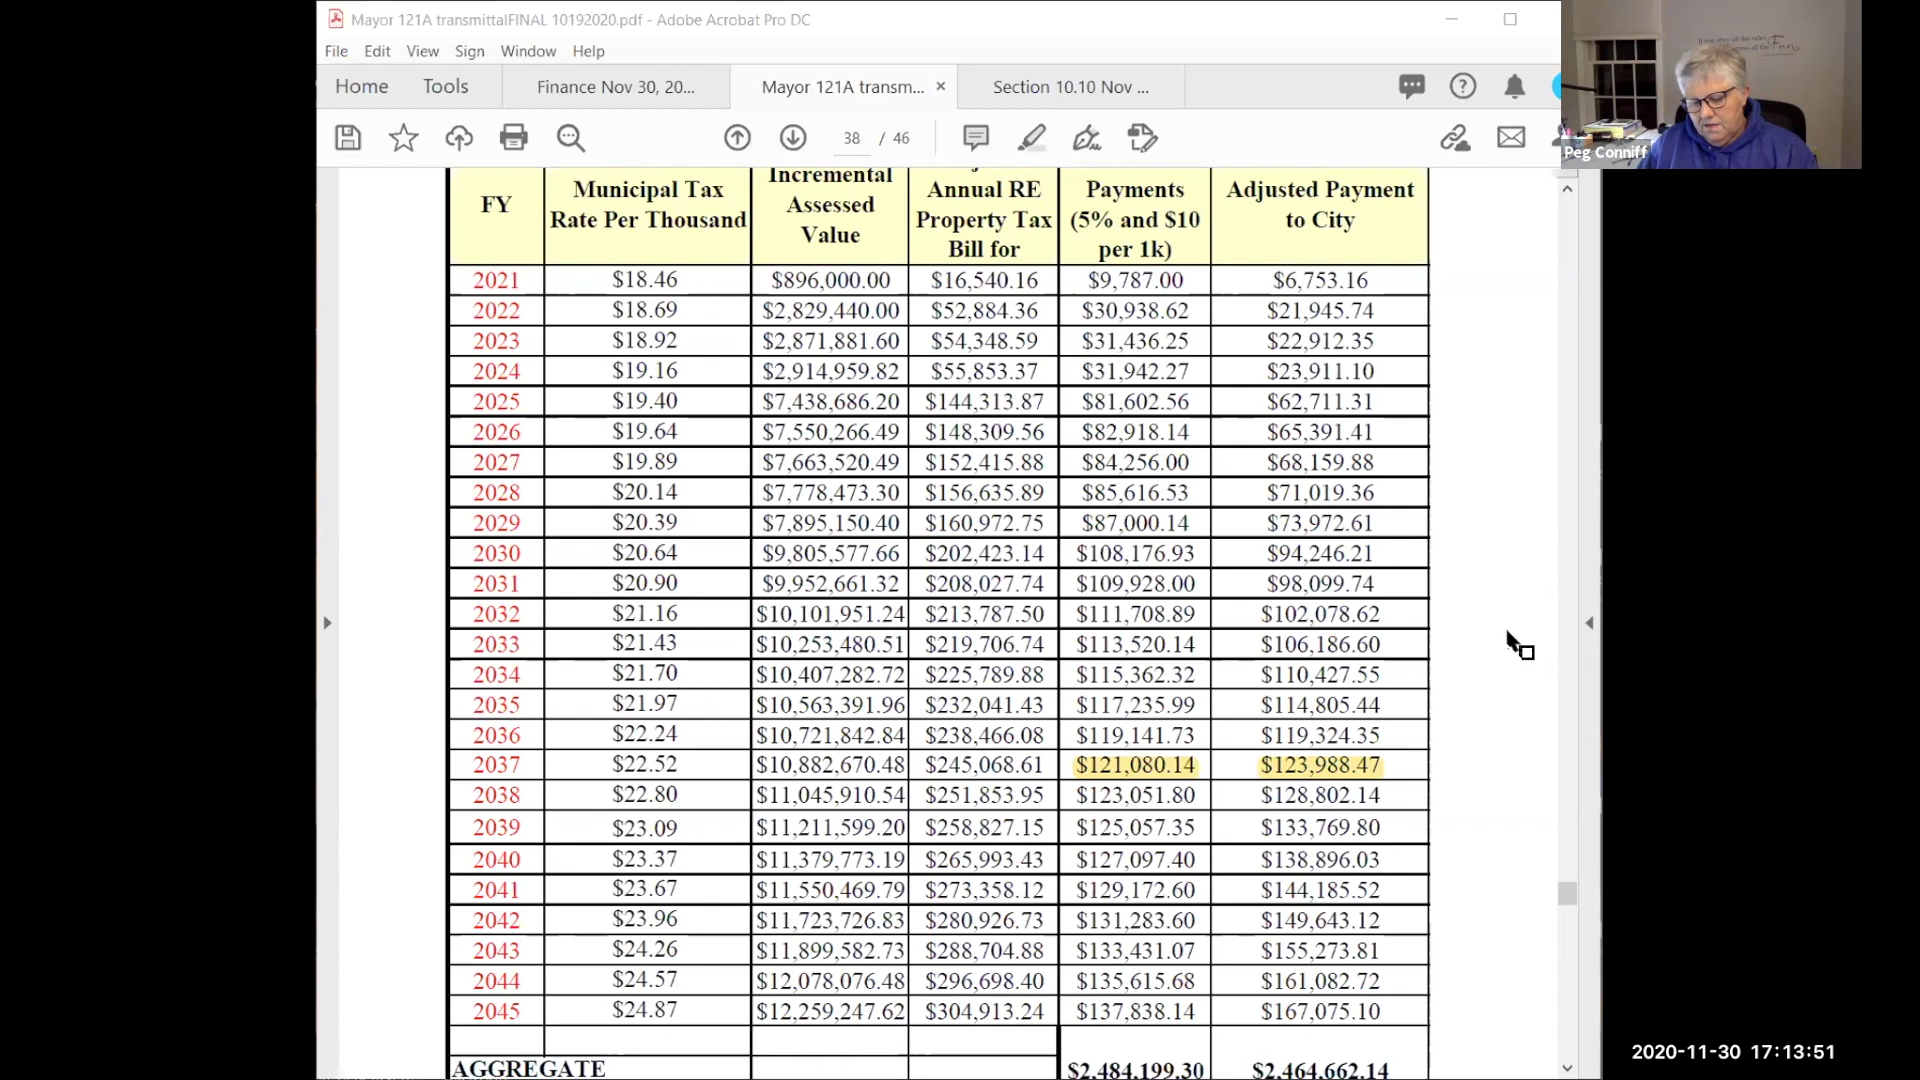 Mayor 121A transmittalFINAL 10192020.pdf - Adobe Acrobat Pro DC
File Edit View Sign Window Help
Home Tools Finance Nov 30, 20... Mayor 121A transm... × Section 10.10 Nov ...
38 / 46
Peg Conniff
FY
Municipal Tax
Rate Per Thousand
Incremental
Assessed
Value
Annual RE
Property Tax
Bill for
Payments
(5% and $10
per 1k)
Adjusted Payment
to City
2021 $18.46 $896,000.00 $16,540.16 $9,787.00 $6,753.16
2022 $18.69 $2,829,440.00 $52,884.36 $30,938.62 $21,945.74
2023 $18.92 $2,871,881.60 $54,348.59 $31,436.25 $22,912.35
2024 $19.16 $2,914,959.82 $55,853.37 $31,942.27 $23,911.10
2025 $19.40 $7,438,686.20 $144,313.87 $81,602.56 $62,711.31
2026 $19.64 $7,550,266.49 $148,309.56 $82,918.14 $65,391.41
2027 $19.89 $7,663,520.49 $152,415.88 $84,256.00 $68,159.88
2028 $20.14 $7,778,473.30 $156,635.89 $85,616.53 $71,019.36
2029 $20.39 $7,895,150.40 $160,972.75 $87,000.14 $73,972.61
2030 $20.64 $9,805,577.66 $202,423.14 $108,176.93 $94,246.21
2031 $20.90 $9,952,661.32 $208,027.74 $109,928.00 $98,099.74
2032 $21.16 $10,101,951.24 $213,787.50 $111,708.89 $102,078.62
2033 $21.43 $10,253,480.51 $219,706.74 $113,520.14 $106,186.60
2034 $21.70 $10,407,282.72 $225,789.88 $115,362.32 $110,427.55
2035 $21.97 $10,563,391.96 $232,041.43 $117,235.99 $114,805.44
2036 $22.24 $10,721,842.84 $238,466.08 $119,141.73 $119,324.35
2037 $22.52 $10,882,670.48 $245,068.61 $121,080.14 $123,988.47
2038 $22.80 $11,045,910.54 $251,853.95 $123,051.80 $128,802.14
2039 $23.09 $11,211,599.20 $258,827.15 $125,057.35 $133,769.80
2040 $23.37 $11,379,773.19 $265,993.43 $127,097.40 $138,896.03
2041 $23.67 $11,550,469.79 $273,358.12 $129,172.60 $144,185.52
2042 $23.96 $11,723,726.83 $280,926.73 $131,283.60 $149,643.12
2043 $24.26 $11,899,582.73 $288,704.88 $133,431.07 $155,273.81
2044 $24.57 $12,078,076.48 $296,698.40 $135,615.68 $161,082.72
2045 $24.87 $12,259,247.62 $304,913.24 $137,838.14 $167,075.10
AGGREGATE $2,484,199.30 $2,464,662.14
2020-11-30 17:13:51